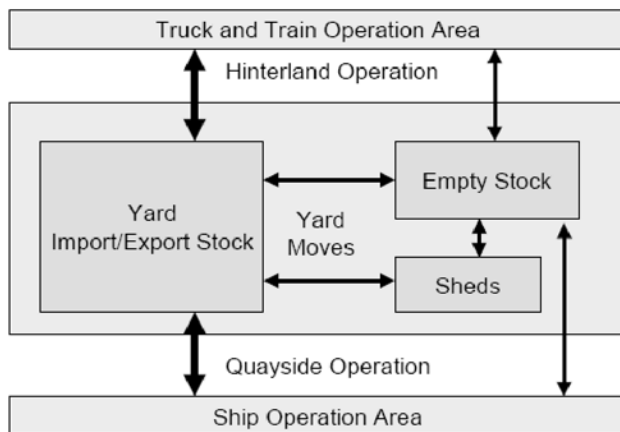 Truck and Train Operation Area
Hinterland Operation
Empty Stock
Yard
Import/Export Stock
Yard
Moves
Sheds
Quayside Operation
Ship Operation Area